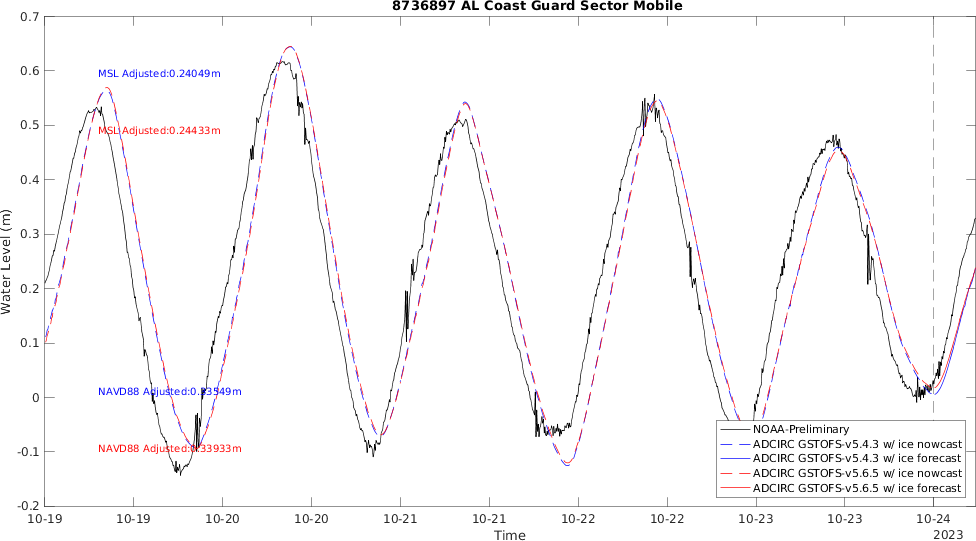 8736897 AL Coast Guard Sector Mobile
0.7
0.6
0.5
0.4
0.3
0.2
0.1
0
-0.1
-0.2
Water Level (m)
MSL Adjusted:0.24049m
MSL Adjusted:0.24433m
NAVD88 Adjusted:0.33549m
NAVD88 Adjusted:0.33933m
NOAA-Preliminary
ADCIRC GSTOFS-v5.4.3 w/ ice nowcast
ADCIRC GSTOFS-v5.4.3 w/ ice forecast
ADCIRC GSTOFS-v5.6.5 w/ ice nowcast
ADCIRC GSTOFS-v5.6.5 w/ ice forecast
10-19 10-19 10-20 10-20 10-21 10-21 10-22 10-22 10-23 10-23 10-24
2023
Time